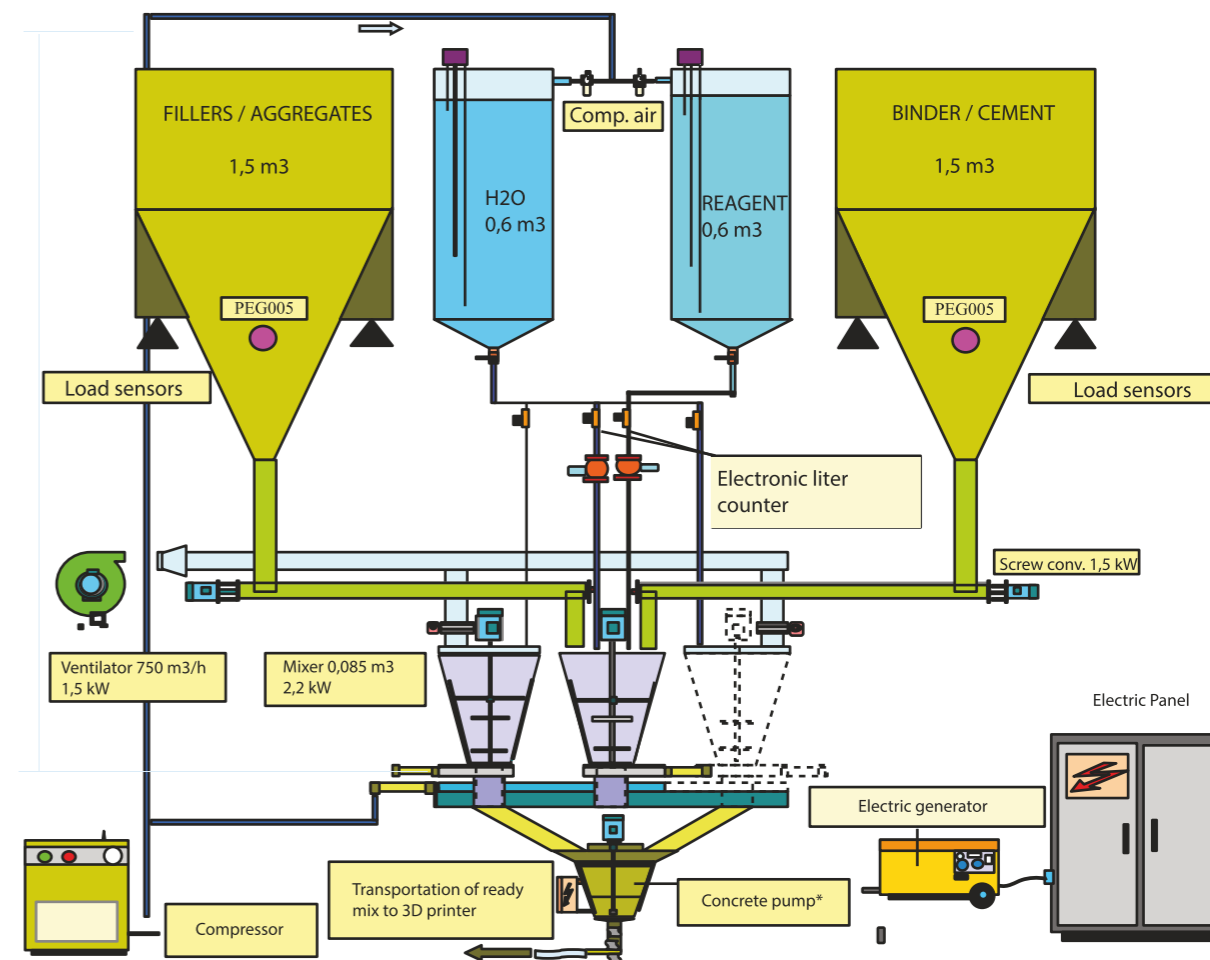 FILLERS / AGGREGATES
1,5 m3
Comp. air
BINDER / CEMENT
1,5 m3
H2O
0,6 m3
REAGENT
0,6 m3
PEG005
PEG005
Load sensors
Load sensors
Electronic liter
counter
Screw conv. 1,5 kW
Ventilator 750 m3/h
1,5 kW
Mixer 0,085 m3
2,2 kW
Electric Panel
Electric generator
Transportation of ready
mix to 3D printer
Concrete pump*
Compressor